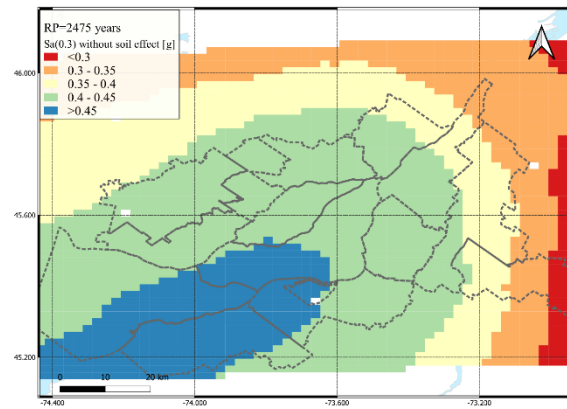 RP=2475 years
Sa(0.3) without soil effect [g]
<0.3
0.3 - 0.35
0.35 - 0.4
0.4 - 0.45
>0.45
46.000
45.600
45.200
0 10 20 km
-74.400 -74.000 -73.600 -73.200